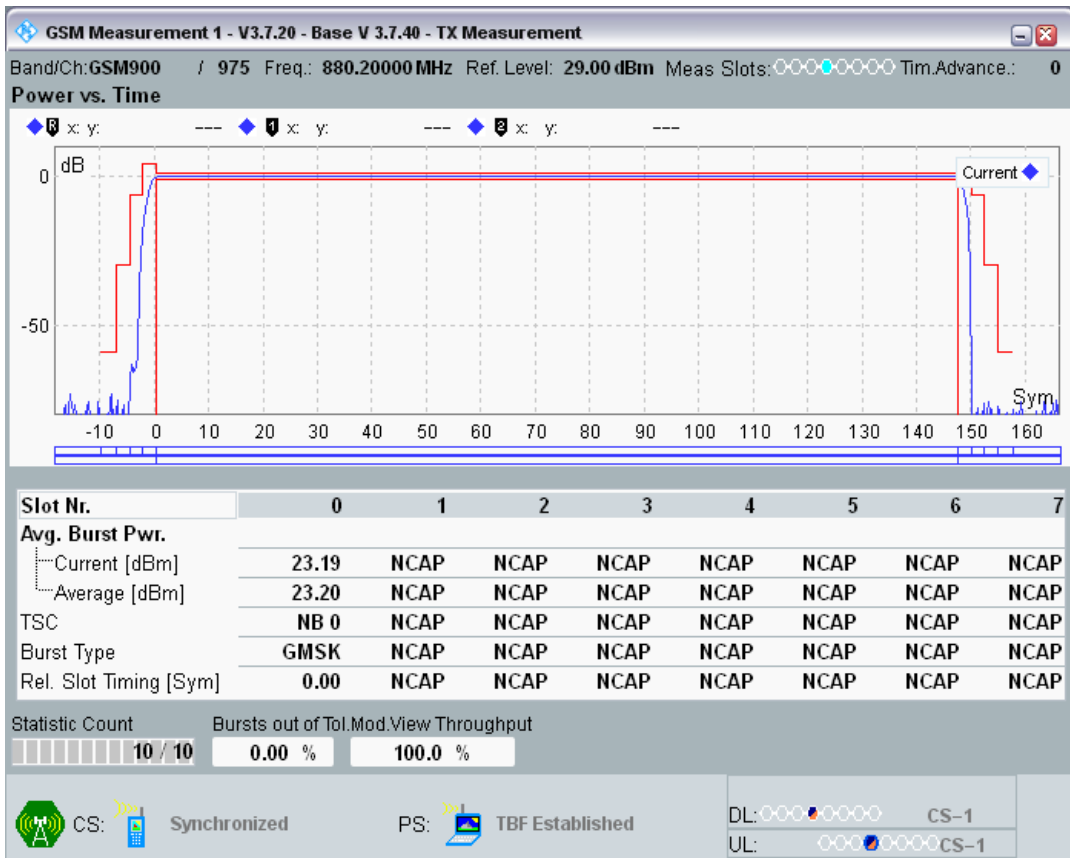 GSM Measurement 1 - V3.7.20 - Base V 3.7.40 - TX Measurement
Band/Ch:GSM900 / 975 Freq.: 880.20000 MHz Ref. Level: 29.00 dBm Meas Slots: Tim.Advance.: 0
Power vs. Time
R x: y: --- 1 x: y: --- 2 x: y: ---
dB
Current
0
-50
Sym
-10 0 10 20 30 40 50 60 70 80 90 100 110 120 130 140 150 160
Slot Nr. 0 1 2 3 4 5 6 7
Avg. Burst Pwr.
Current [dBm] 23.19 NCAP NCAP NCAP NCAP NCAP NCAP NCAP
Average [dBm] 23.20 NCAP NCAP NCAP NCAP NCAP NCAP NCAP
TSC NB 0 NCAP NCAP NCAP NCAP NCAP NCAP NCAP
Burst Type GMSK NCAP NCAP NCAP NCAP NCAP NCAP NCAP
Rel. Slot Timing [Sym] 0.00 NCAP NCAP NCAP NCAP NCAP NCAP NCAP
Statistic Count Bursts out of Tol.Mod.View Throughput
10 / 10 0.00 % 100.0 %
CS: Synchronized PS: TBF Established
DL: CS-1
UL: CS-1